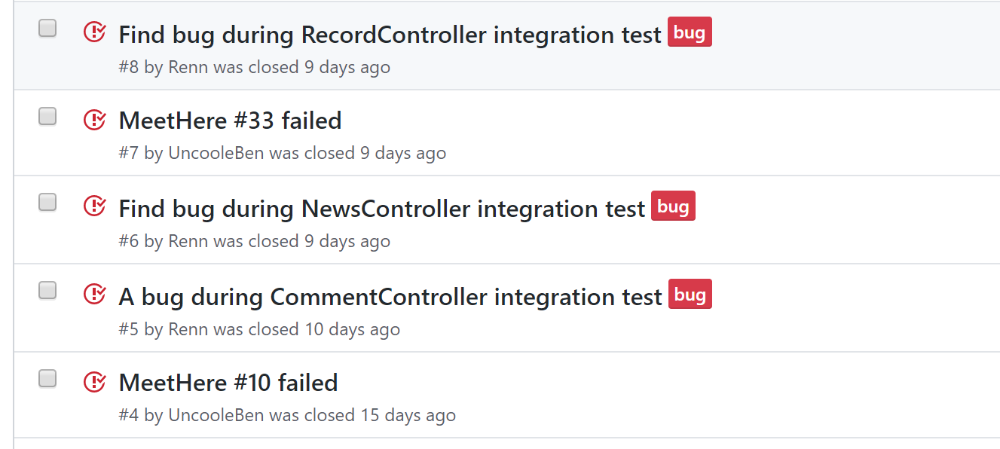 Find bug during RecordController integration test bug
#8 by Renn was closed 9 days ago
MeetHere #33 failed
#7 by UncooleBen was closed 9 days ago
Find bug during NewsController integration test bug
#6 by Renn was closed 9 days ago
A bug during CommentController integration test bug
#5 by Renn was closed 10 days ago
MeetHere #10 failed
#4 by UncooleBen was closed 15 days ago